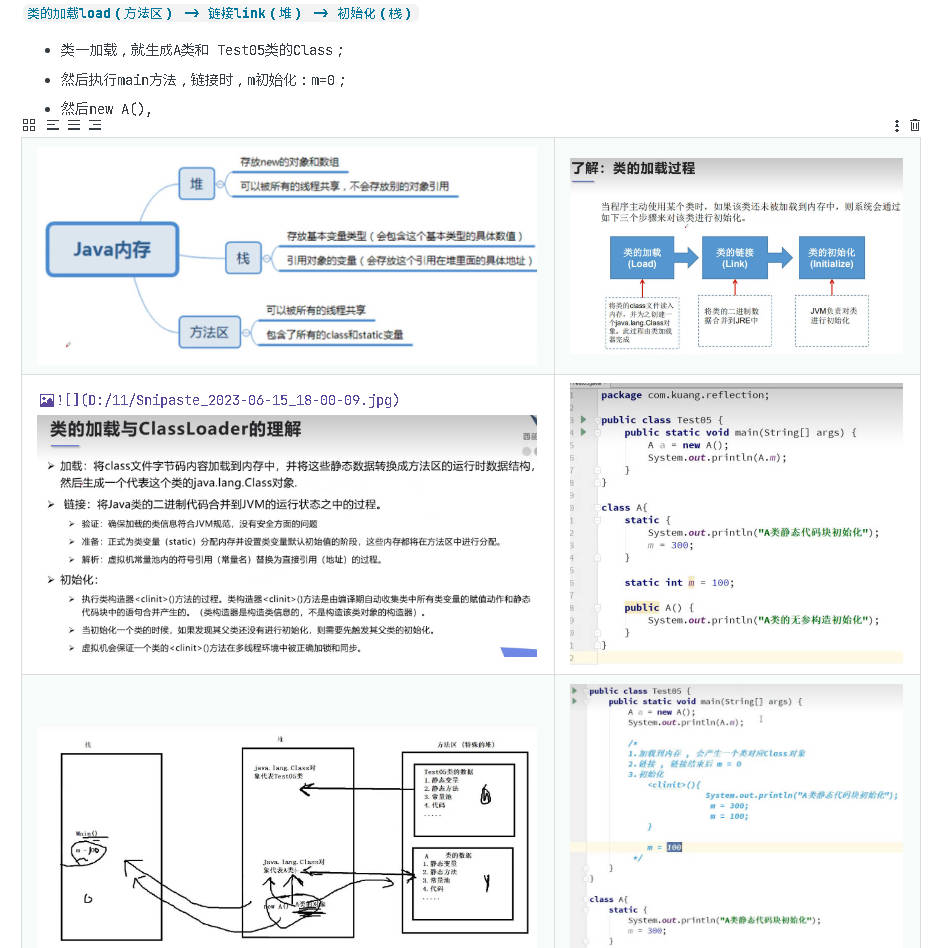 类的加载load(方法区) —> 链接link(堆) —> 初始化(栈)
类一加载，就生成A类和 Test05类的Class；
然后执行main方法，链接时，m初始化：m=0；
然后new A(),
Java内存
堆
存放new的对象和数组
可以被所有的线程共享，不会存放别的对象引用
栈
存放基本变量类型（会包含这个基本类型的具体数值）
引用对象的变量（会存放这个引用在堆里面的具体地址）
方法区
可以被所有的线程共享
包含了所有的class和static变量
了解：类的加载过程
当程序主动使用某个类时，如果该类还未被加载到内存中，则系统会通过
如下三个步骤来对该类进行初始化。
类的加载
(Load)
类的链接
(Link)
类的初始化
(Initialize)
将类的class文件读入
内存，并为之创建一
个java.lang.Class对
象。此过程由类加载
器完成
将类的二进制数
据合并到JRE中
JVM负责对类
进行初始化
![](D:/11/Snipaste_2023-06-15_18-00-09.jpg)
类的加载与ClassLoader的理解
加载：将class文件字节码内容加载到内存中，并将这些静态数据转换成方法区的运行时数据结构，
然后生成一个代表这个类的java.lang.Class对象.
链接：将Java类的二进制代码合并到JVM的运行状态之中的过程。
验证：确保加载的类信息符合JVM规范，没有安全方面的问题
准备：正式为类变量（static）分配内存并设置类变量默认初始值的阶段，这些内存都将在方法区中进行分配。
解析：虚拟机常量池内的符号引用（常量名）替换为直接引用（地址）的过程。
初始化：
执行类构造器<clinit>()方法的过程。类构造器<clinit>()方法是由编译期自动收集类中所有类变量的赋值动作和静态
代码块中的语句合并产生的。（类构造器是构造类信息的，不是构造该类对象的构造器）。
当初始化一个类的时候，如果发现其父类还没有进行初始化，则需要先触发其父类的初始化。
虚拟机会保证一个类的<clinit>()方法在多线程环境中被正确加锁和同步。
package com.kuang.reflection;
public class Test05 {
public static void main(String[] args) {
A a = new A();
System.out.println(A.m);
}
}
class A{
static {
System.out.println("A类静态代码块初始化");
m = 300;
}
static int m = 100;
public A() {
System.out.println("A类的无参构造初始化");
}
}
栈
堆
方法区（特殊的堆）
java.lang.Class对
象代表Test05类
Test05类的数据
1.静态变量
2.静态方法
3.常量池
4.代码
.....
Main()
m = 100
Java.lang.Class对
象代表A类
new A()
A类的对象
A 类的数据
1.静态变量
2.静态方法
3.常量池
4.代码
.....
public class Test05 {
public static void main(String[] args) {
A a = new A();
System.out.println(A.m);
/*
1.加载到内存，会产生一个类对应Class对象
2.链接，链接结束后 m = 0
3.初始化
<clinit>(){
System.out.println("A类静态代码块初始化");
m = 300;
m = 100;
}
m = 100
*/
}
}
class A{
static {
System.out.println("A类静态代码块初始化");
m = 300;
}